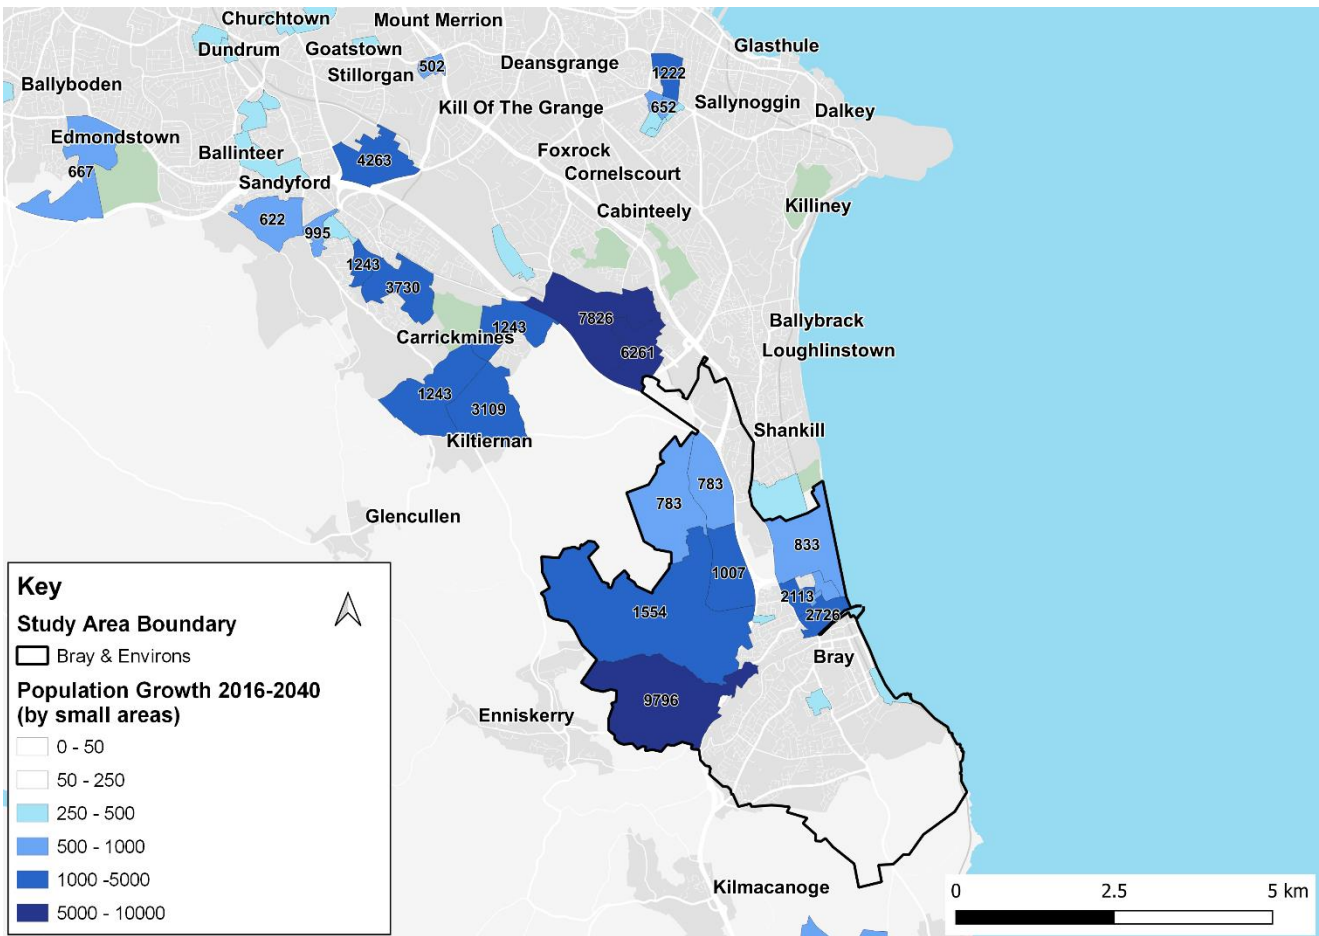 Churchtown
Mount Merrion
Dundrum
Goatstown
Glasthule
Stillorgan
502
Deansgrange
1222
Ballyboden
Kill Of The Grange
652
Sallynoggin
Dalkey
Edmondstown
Ballinteer
4263
Foxrock
667
Cornelscourt
Sandyford
Cabinteely
Killiney
622
995
1243
3730
7826
Ballybrack
Carrickmines
1243
6261
Loughlinstown
1243
3109
Shankill
Kiltiernan
783
783
Glencullen
833
1007
1554
2113
2726
Bray
9796
Enniskerry
Kilmacanoge
Key
Study Area Boundary
Bray & Environs
Population Growth 2016-2040
(by small areas)
0 - 50
50 - 250
250 - 500
500 - 1000
1000 -5000
5000 - 10000
0 2.5 5 km